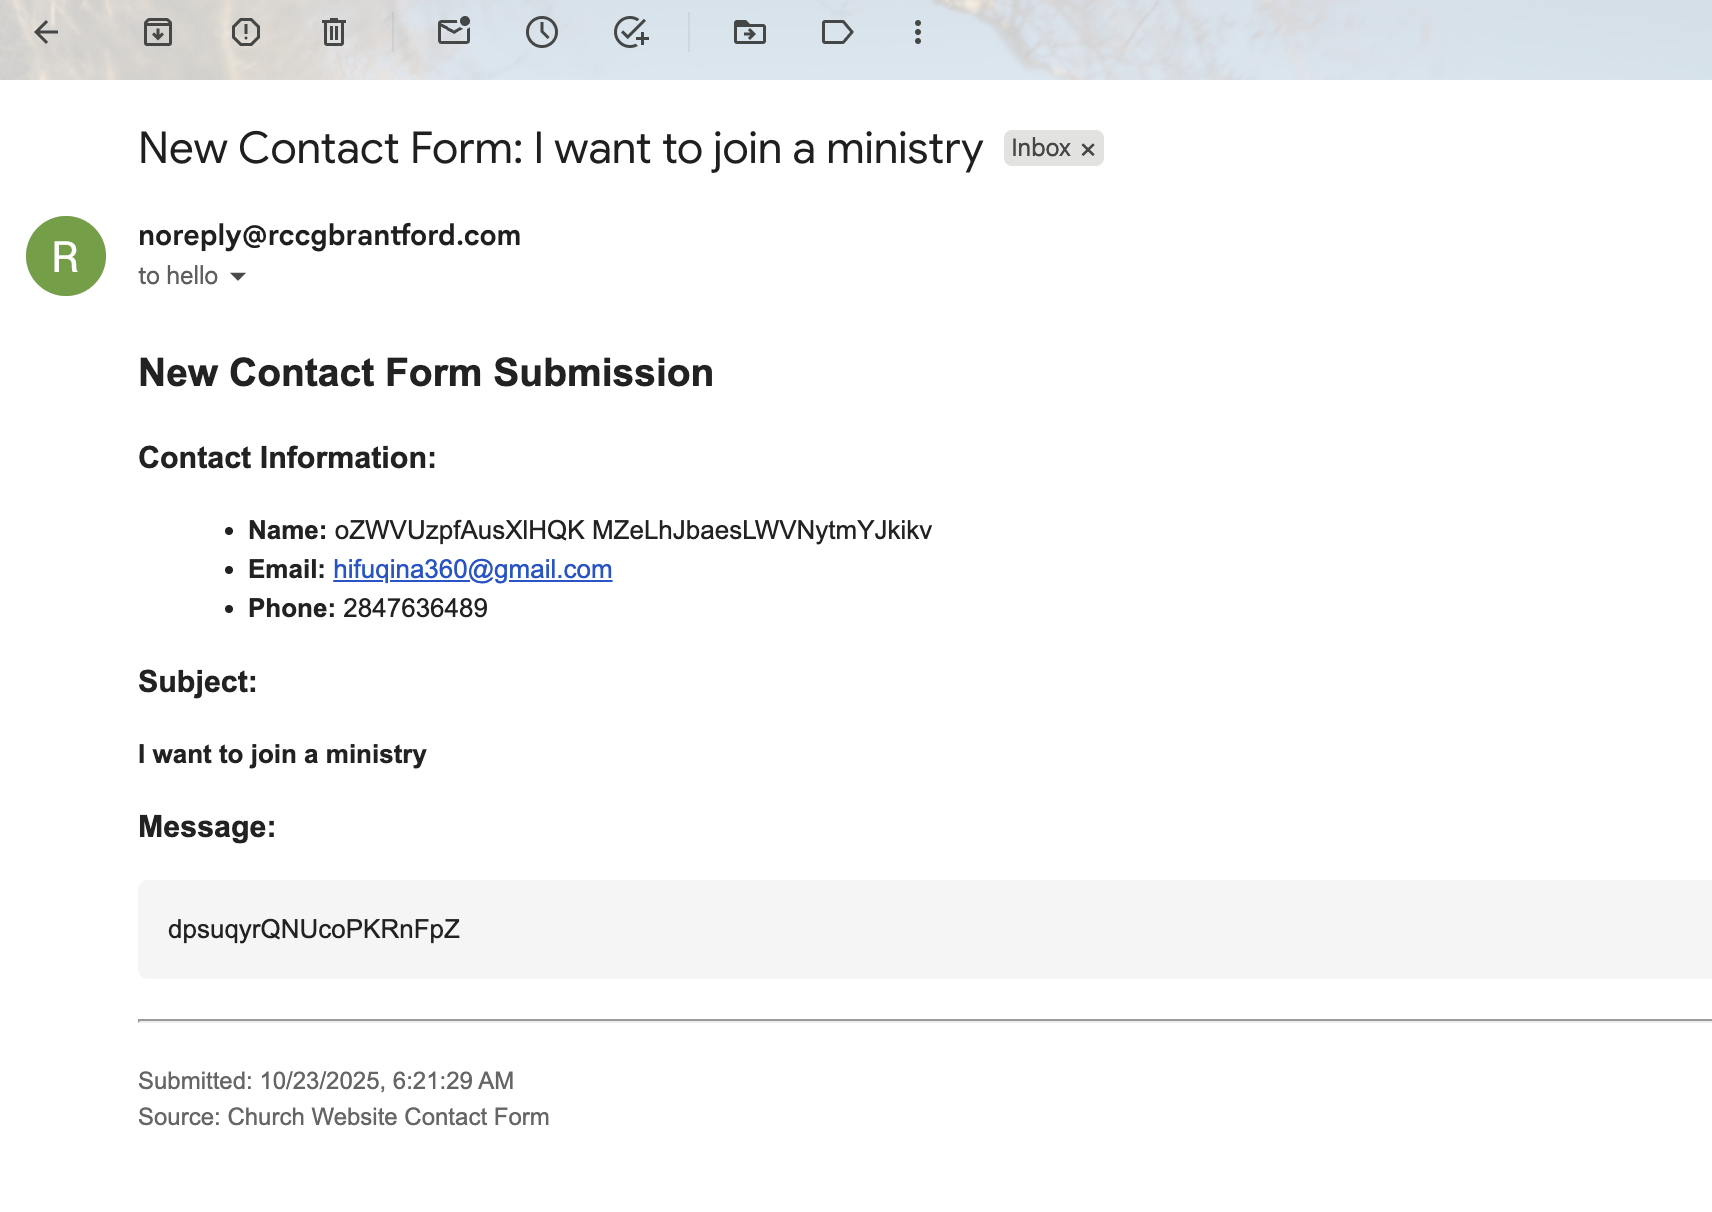 New Contact Form: I want to join a ministry Inbox ×
R
noreply@rccgbrantford.com
to hello
New Contact Form Submission
Contact Information:
• Name: oZWVUzpfAusXlHQK MZeLhJbaesLWVNytmYJkikv
• Email: hifuqina360@gmail.com
• Phone: 2847636489
Subject:
I want to join a ministry
Message:
dpsuqyrQNUcoPKRnFpZ
Submitted: 10/23/2025, 6:21:29 AM
Source: Church Website Contact Form